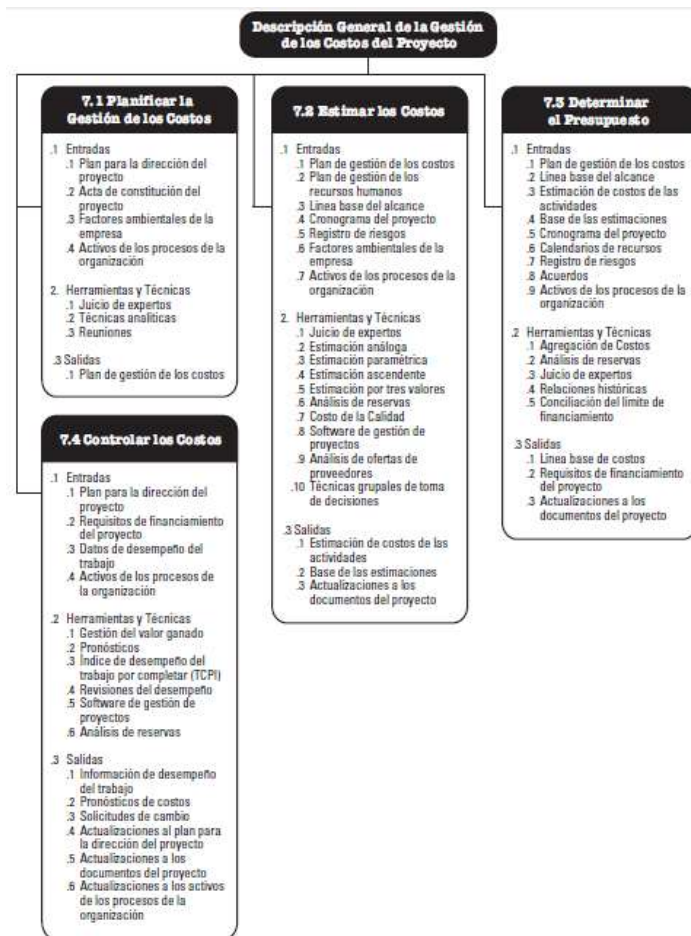 Descripción General de la Gestión
de los Costos del Proyecto
7.1 Planificar la
Gestión de los Costos
.1 Entradas
.1 Plan para la dirección del
proyecto
.2 Acta de constitución del
proyecto
.3 Factores ambientales de la
empresa
.4 Activos de los procesos de la
organización
2. Herramientas y Técnicas
.1 Juicio de expertos
.2 Técnicas analíticas
.3 Reuniones
.3 Salidas
.1 Plan de gestión de los costos
7.2 Estimar los Costos
.1 Entradas
.1 Plan de gestión de los costos
.2 Plan de gestión de los
recursos humanos
.3 Línea base del alcance
.4 Cronograma del proyecto
.5 Registro de riesgos
.6 Factores ambientales de la
empresa
.7 Activos de los procesos de la
organización
2. Herramientas y Técnicas
.1 Juicio de expertos
.2 Estimación análoga
.3 Estimación paramétrica
.4 Estimación ascendente
.5 Estimación por tres valores
.6 Análisis de reservas
.7 Costo de la Calidad
.8 Software de gestión de
proyectos
.9 Análisis de ofertas de
proveedores
.10 Técnicas grupales de toma
de decisiones
.3 Salidas
.1 Estimación de costos de las
actividades
.2 Base de las estimaciones
.3 Actualizaciones a los
documentos del proyecto
7.3 Determinar
el Presupuesto
.1 Entradas
.1 Plan de gestión de los costos
.2 Línea base del alcance
.3 Estimación de costos de las
actividades
.4 Base de las estimaciones
.5 Cronograma del proyecto
.6 Calendarios de recursos
.7 Registro de riesgos
.8 Acuerdos
.9 Activos de los procesos de la
organización
.2 Herramientas y Técnicas
.1 Agregación de Costos
.2 Análisis de reservas
.3 Juicio de expertos
.4 Relaciones históricas
.5 Conciliación del límite de
financiamiento
.3 Salidas
.1 Línea base de costos
.2 Requisitos de financiamiento
del proyecto
.3 Actualizaciones a los
documentos del proyecto
7.4 Controlar los Costos
.1 Entradas
.1 Plan para la dirección del
proyecto
.2 Requisitos de financiamiento
del proyecto
.3 Datos de desempeño del
trabajo
.4 Activos de los procesos de
la organización
.2 Herramientas y Técnicas
.1 Gestión del valor ganado
.2 Pronósticos
.3 Índice de desempeño del
trabajo por completar (TCPI)
.4 Revisiones del desempeño
.5 Software de gestión de
proyectos
.6 Análisis de reservas
.3 Salidas
.1 Información de desempeño
del trabajo
.2 Pronósticos de costos
.3 Solicitudes de cambio
.4 Actualizaciones al plan para
la dirección del proyecto
.5 Actualizaciones a los
documentos del proyecto
.6 Actualizaciones a los activos
de los procesos de la
organización